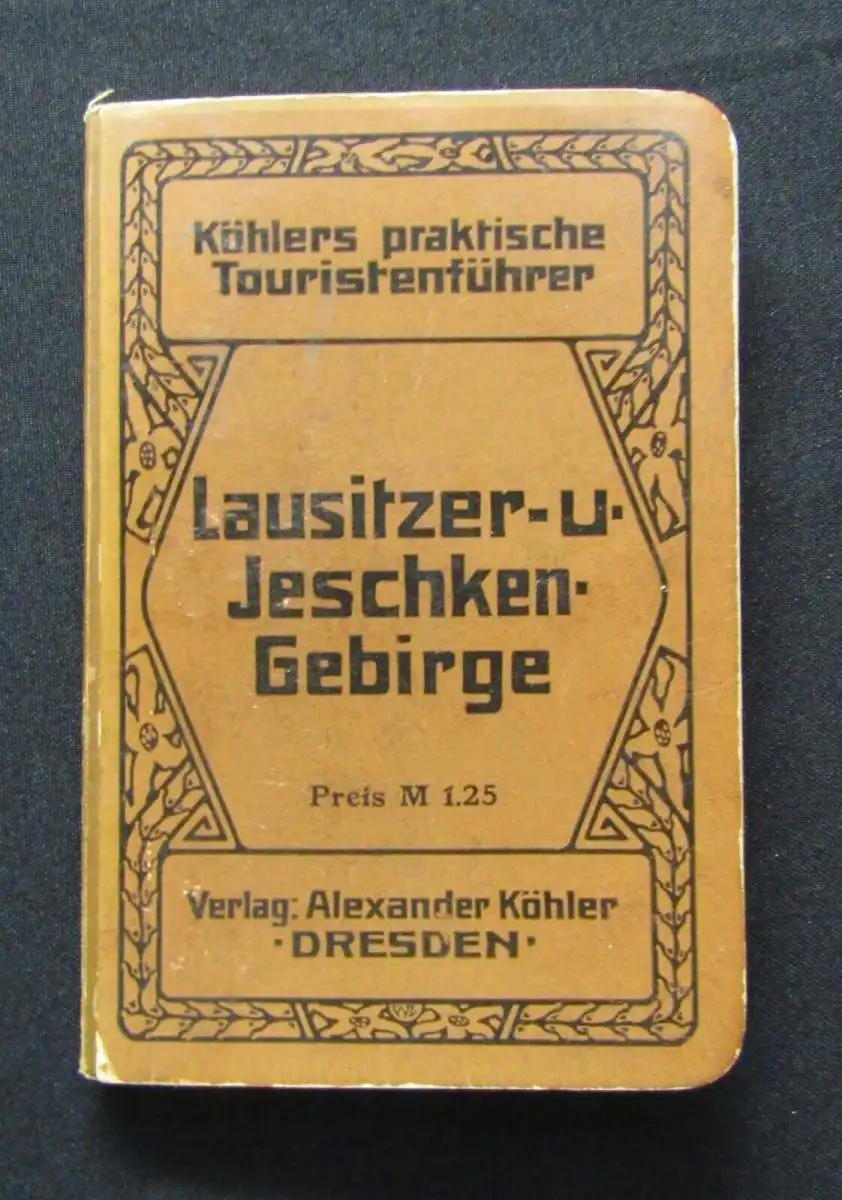 Köhlers praktische
Touristenführer
Lausitzer- u.
Jeschken-
Gebirge
Preis M 1.25
Verlag: Alexander Köhler
· DRESDEN ·